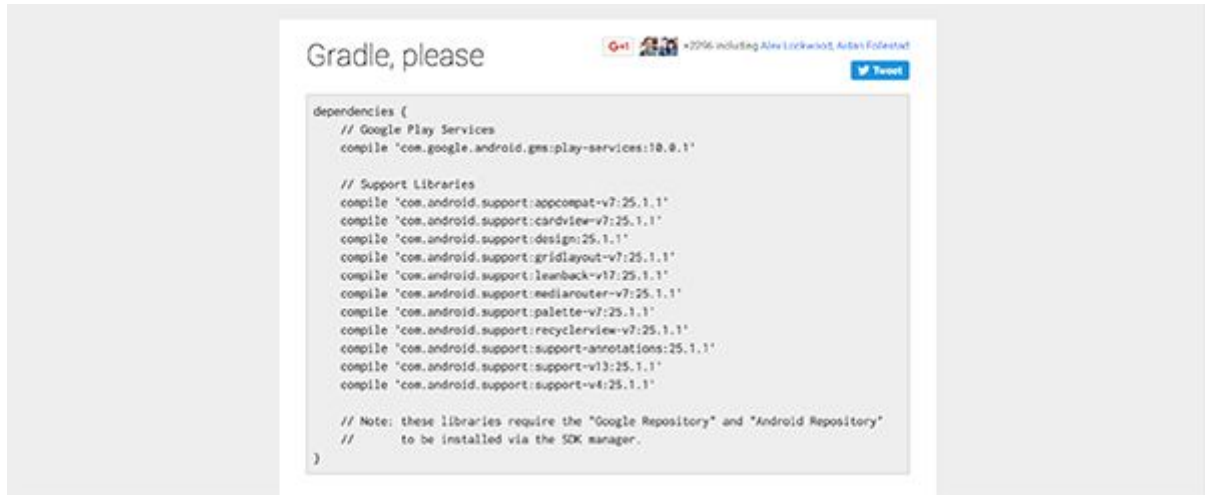 Gradle, please
G+1 +2296 including Alex Lockwood, Aidan Follestad
Tweet
dependencies {
    // Google Play Services
    compile 'com.google.android.gms:play-services:10.0.1'

    // Support Libraries
    compile 'com.android.support:appcompat-v7:25.1.1'
    compile 'com.android.support:cardview-v7:25.1.1'
    compile 'com.android.support:design:25.1.1'
    compile 'com.android.support:gridlayout-v7:25.1.1'
    compile 'com.android.support:leanback-v17:25.1.1'
    compile 'com.android.support:mediarouter-v7:25.1.1'
    compile 'com.android.support:palette-v7:25.1.1'
    compile 'com.android.support:recyclerview-v7:25.1.1'
    compile 'com.android.support:support-annotations:25.1.1'
    compile 'com.android.support:support-v13:25.1.1'
    compile 'com.android.support:support-v4:25.1.1'

    // Note: these libraries require the "Google Repository" and "Android Repository"
    //       to be installed via the SDK manager.
}